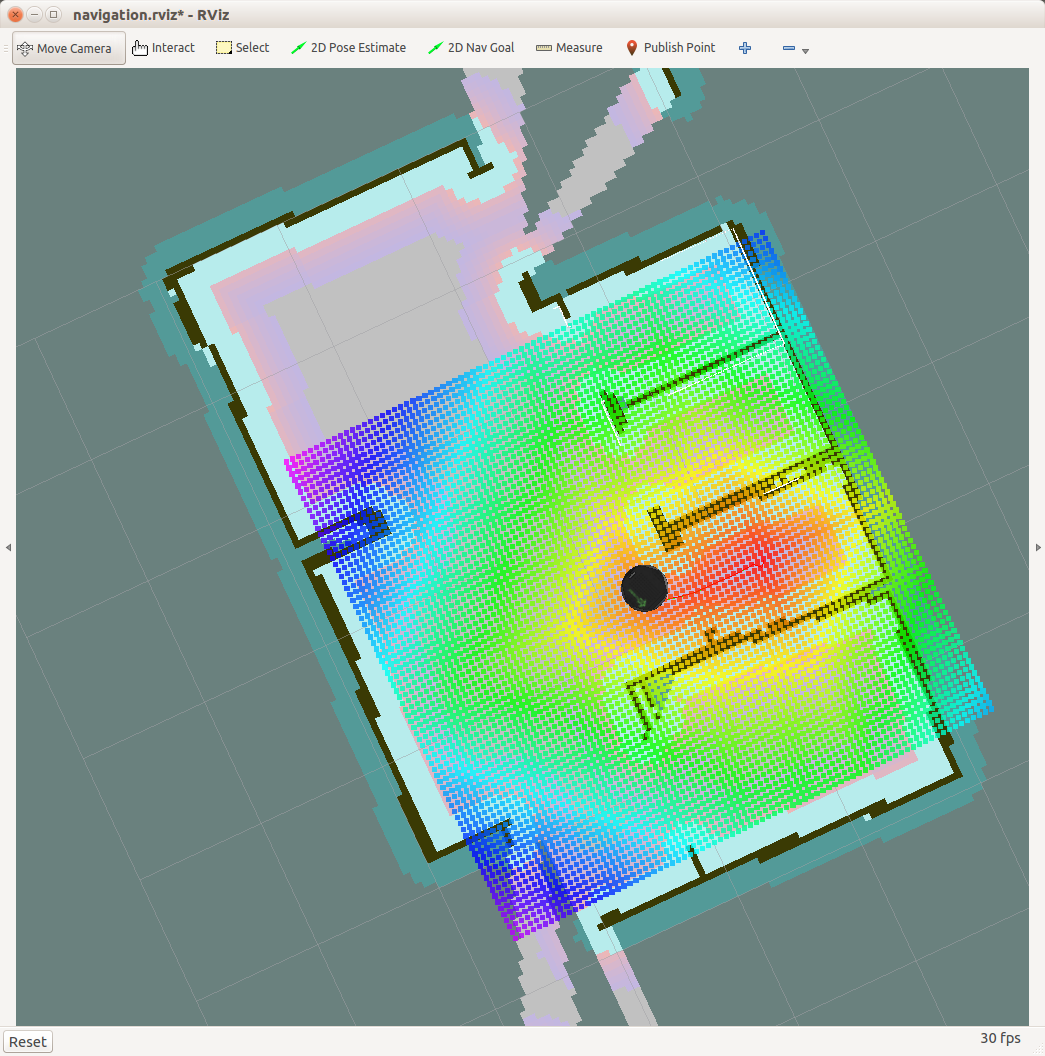 navigation.rviz* - RViz
Move Camera Interact Select 2D Pose Estimate 2D Nav Goal Measure Publish Point
Reset 30 fps